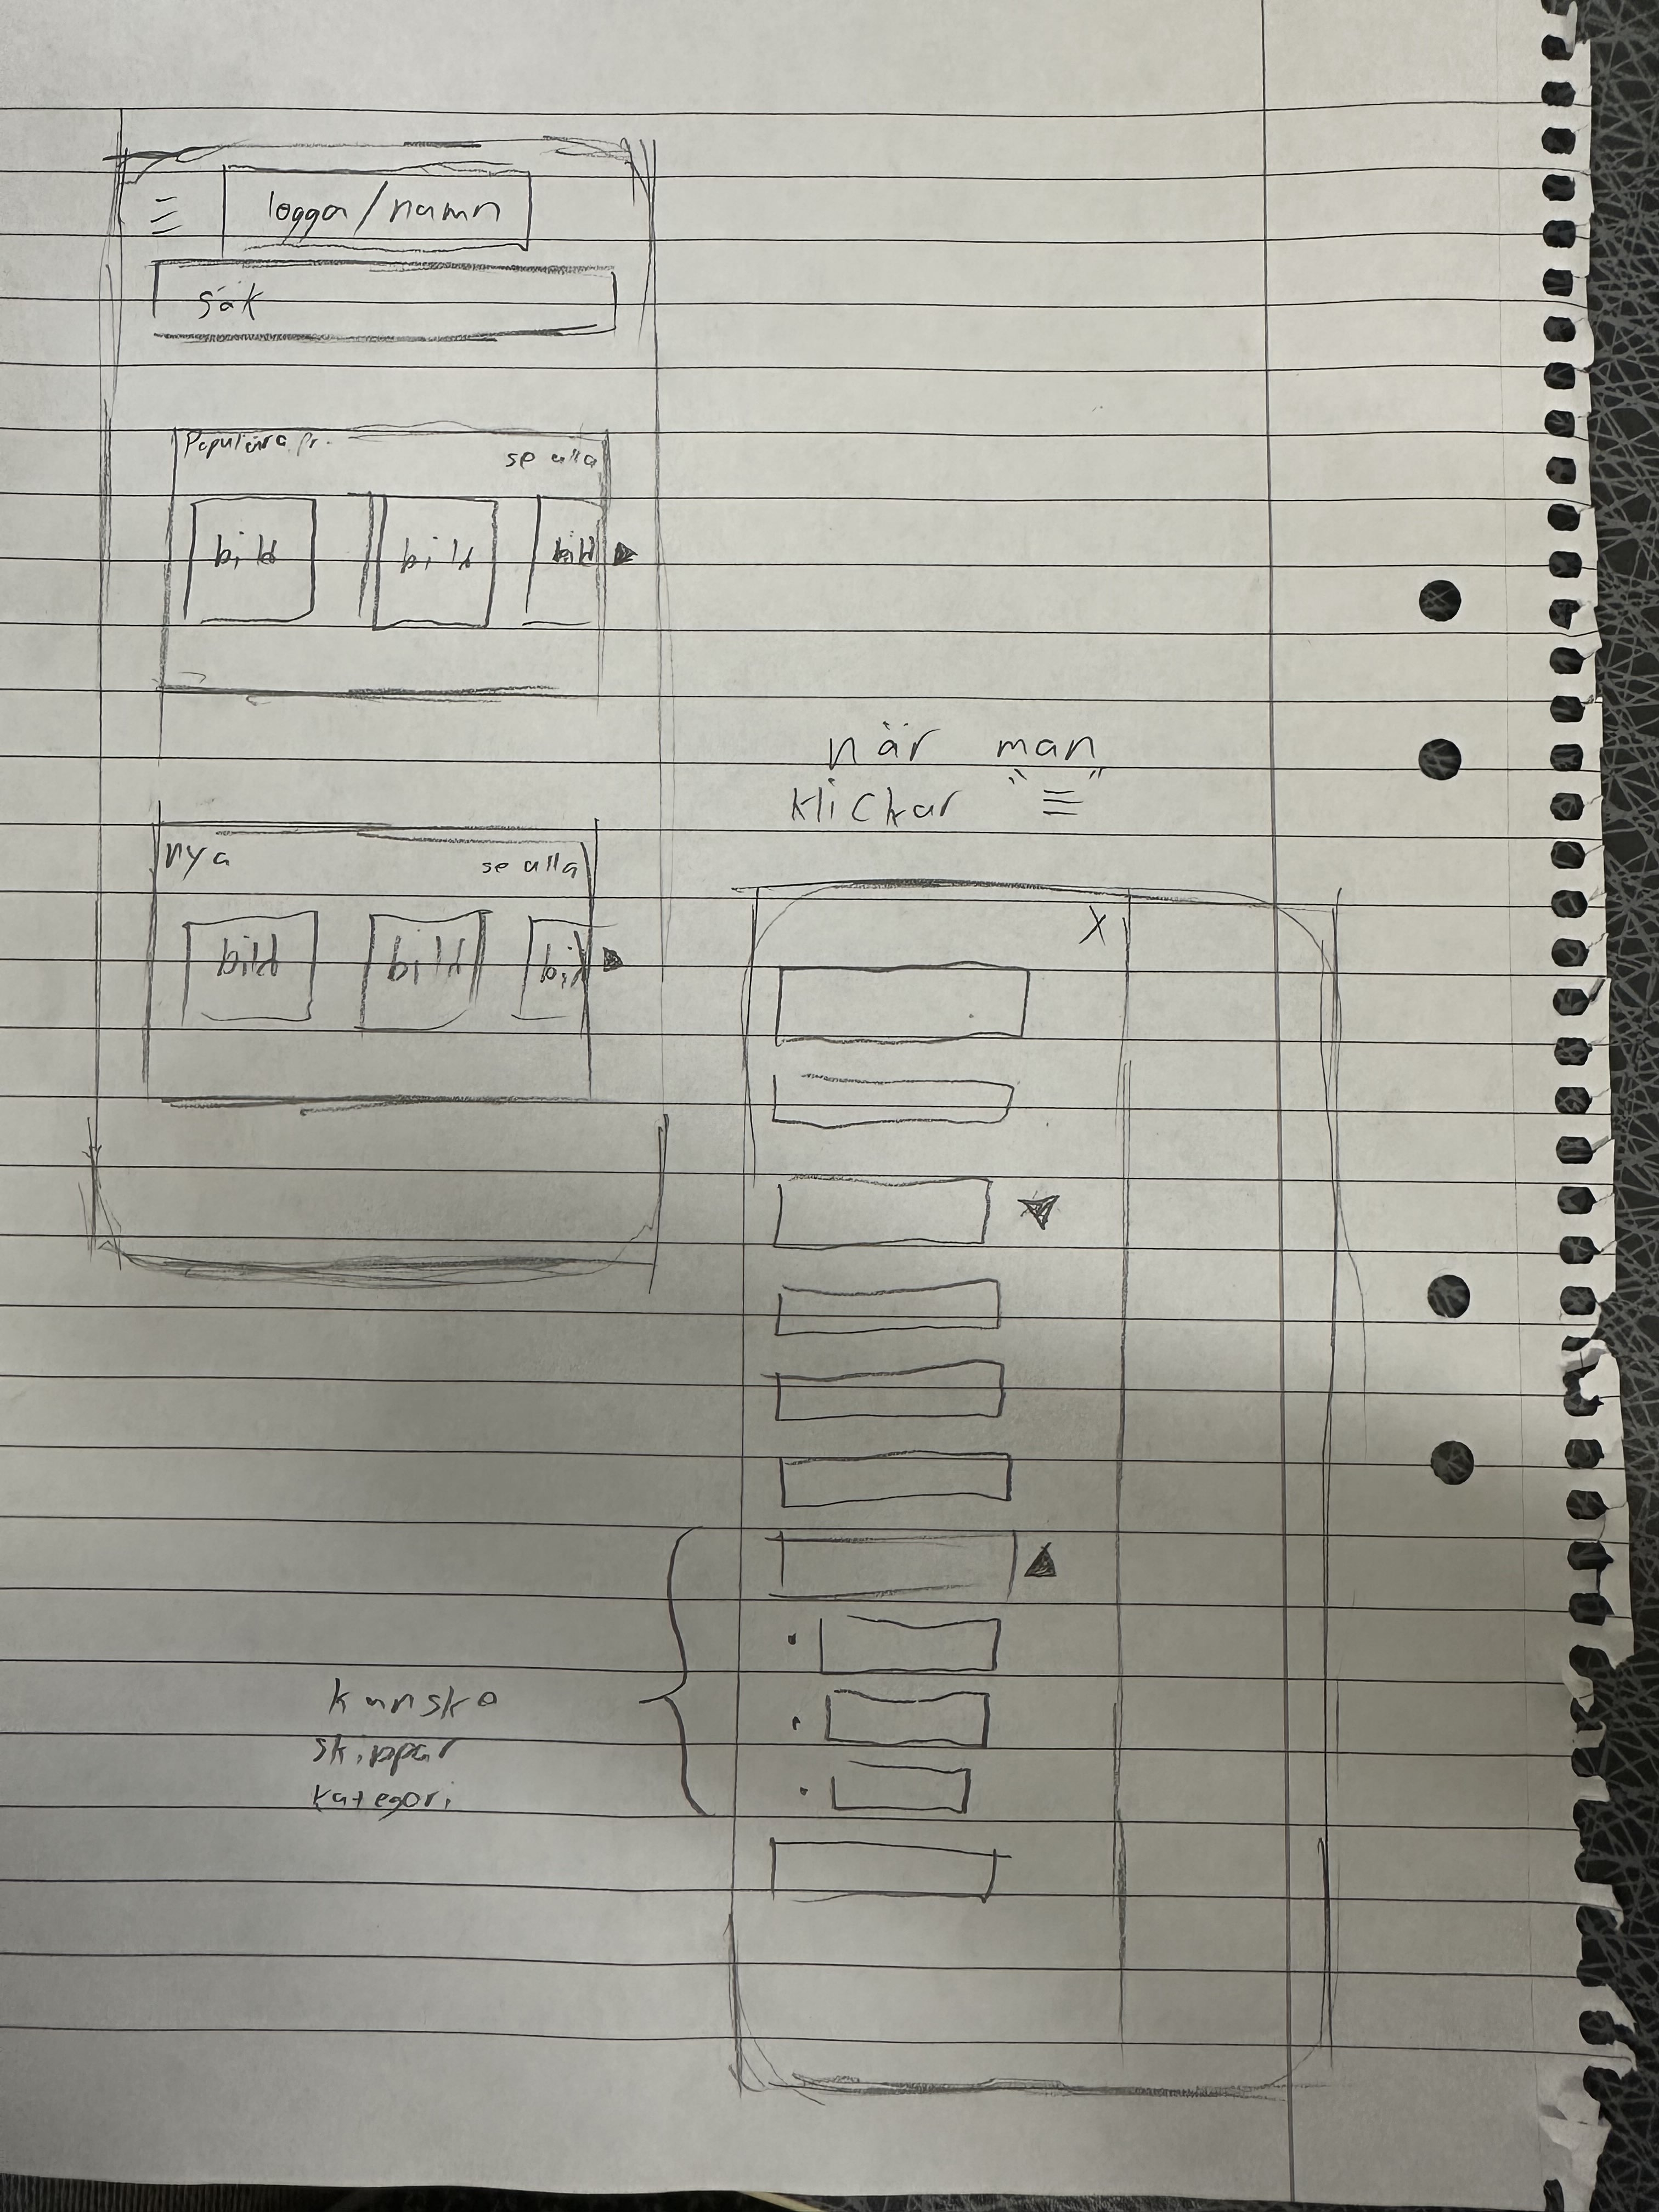 ☰ logga/namn
sök
Populära pr.
se alla
bild bild bild
nya
se alla
bild bild bild
när man
klickar "☰"
X
kanske
skippar
kategori